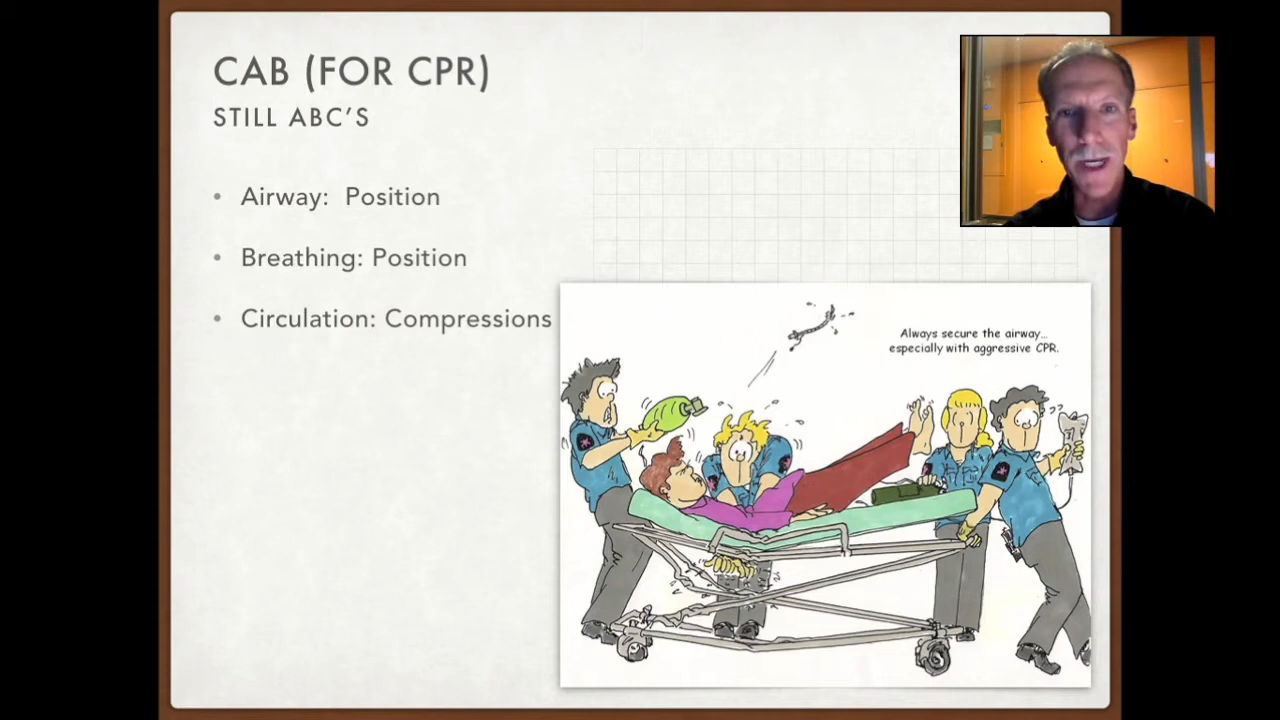 CAB (FOR CPR)
STILL ABC'S
• Airway: Position
• Breathing: Position
• Circulation: Compressions
Always secure the airway...
especially with aggressive CPR.
??